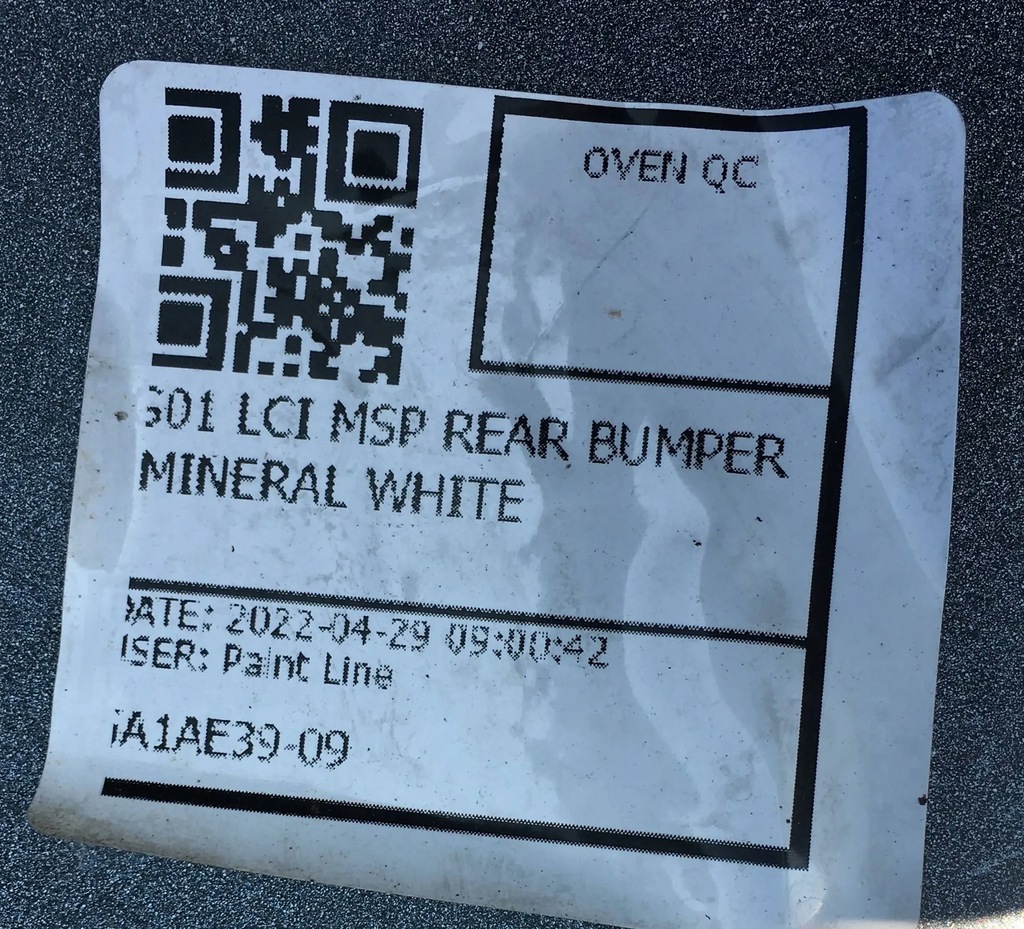 OVEN QC
G01 LCI MSP REAR BUMPER
MINERAL WHITE
DATE: 2022-04-29 09:00:42
USER: Paint Line
A1AE39-09